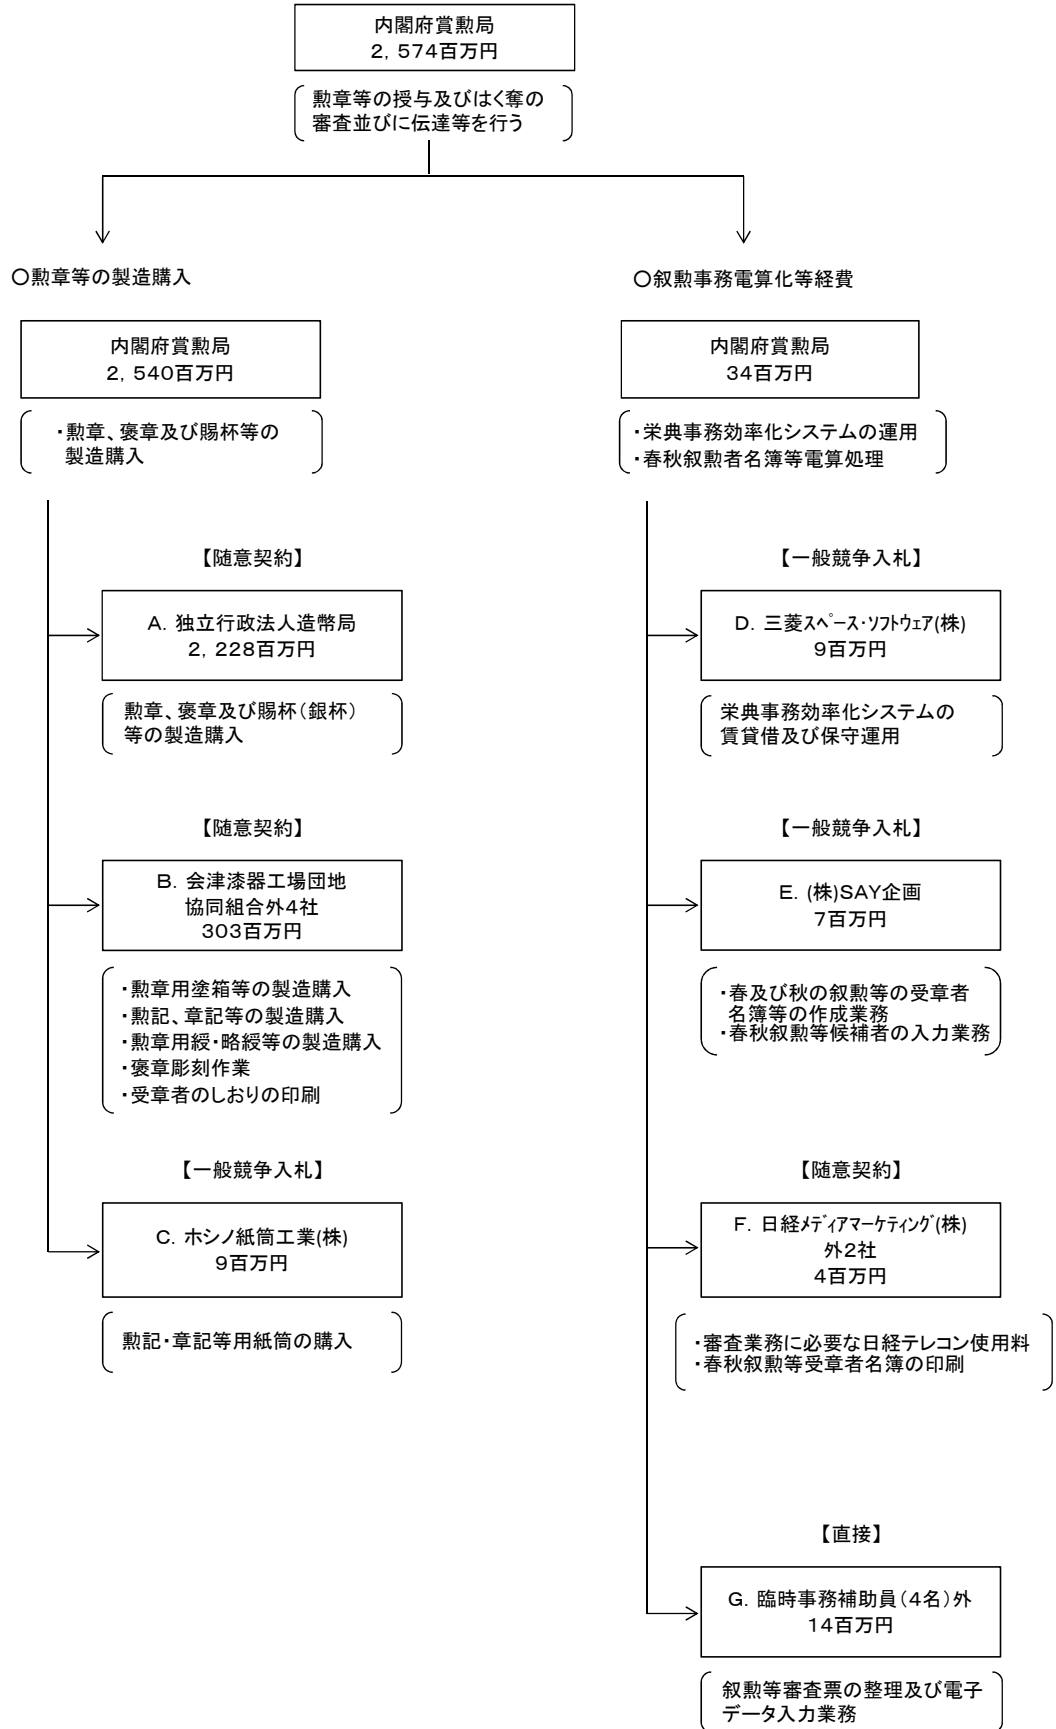 内閣府賞勲局
2，574百万円
勲章等の授与及びはく奪の
審査並びに伝達等を行う
○勲章等の製造購入
内閣府賞勲局
2，540百万円
・勲章、褒章及び賜杯等の
製造購入
【随意契約】
A．独立行政法人造幣局
2，228百万円
勲章、褒章及び賜杯（銀杯）
等の製造購入
【随意契約】
B．会津漆器工場団地
協同組合外4社
303百万円
・勲章用塗箱等の製造購入
・勲記、章記等の製造購入
・勲章用綬・略綬等の製造購入
・褒章彫刻作業
・受章者のしおりの印刷
【一般競争入札】
C．ホシノ紙筒工業(株)
9百万円
勲記・章記等用紙筒の購入
○叙勲事務電算化等経費
内閣府賞勲局
34百万円
・栄典事務効率化システムの運用
・春秋叙勲者名簿等電算処理
【一般競争入札】
D．三菱ｽﾍﾟｰｽ・ｿﾌﾄｳｪｱ(株)
9百万円
栄典事務効率化システムの
賃貸借及び保守運用
【一般競争入札】
E．(株)SAY企画
7百万円
・春及び秋の叙勲等の受章者
名簿等の作成業務
・春秋叙勲等候補者の入力業務
【随意契約】
F．日経ﾒﾃﾞｨｱﾏｰｹﾃｨﾝｸﾞ(株)
外2社
4百万円
・審査業務に必要な日経テレコン使用料
・春秋叙勲等受章者名簿の印刷
【直接】
G．臨時事務補助員（4名）外
14百万円
叙勲等審査票の整理及び電子
データ入力業務